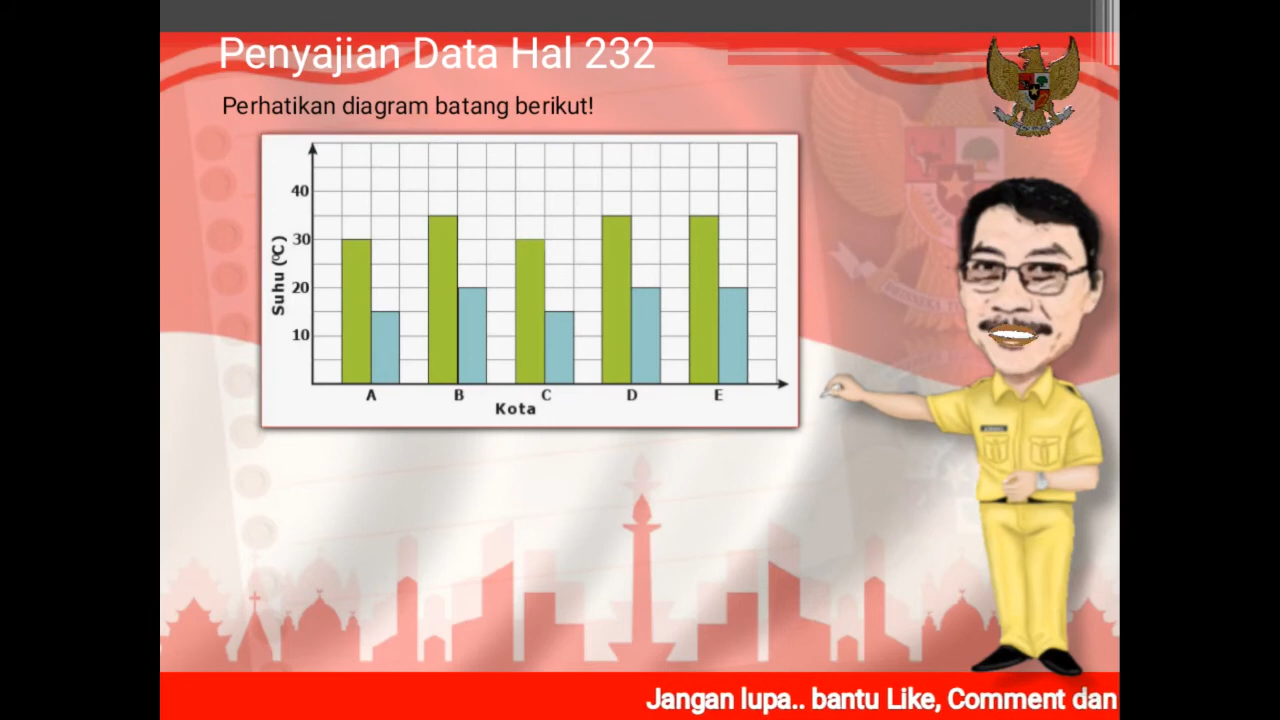 Penyajian Data Hal 232
Perhatikan diagram batang berikut!
40
30
20
10
Suhu (°C)
A B C D E
Kota
Jangan lupa.. bantu Like, Comment dan